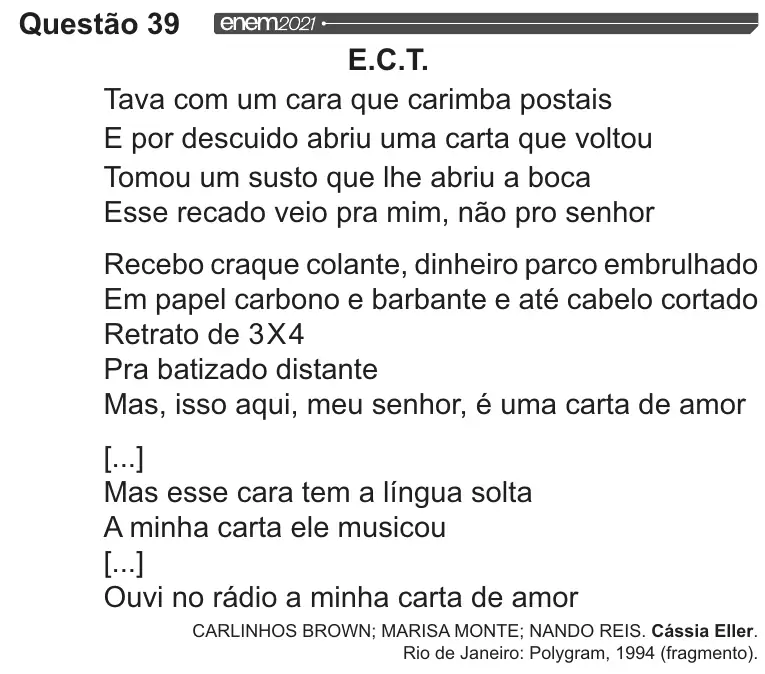 Questão 39 enem2021
E.C.T.
Tava com um cara que carimba postais
E por descuido abriu uma carta que voltou
Tomou um susto que lhe abriu a boca
Esse recado veio pra mim, não pro senhor
Recebo craque colante, dinheiro parco embrulhado
Em papel carbono e barbante e até cabelo cortado
Retrato de 3X4
Pra batizado distante
Mas, isso aqui, meu senhor, é uma carta de amor
[...]
Mas esse cara tem a língua solta
A minha carta ele musicou
[...]
Ouvi no rádio a minha carta de amor
CARLINHOS BROWN; MARISA MONTE; NANDO REIS. Cássia Eller.
Rio de Janeiro: Polygram, 1994 (fragmento).